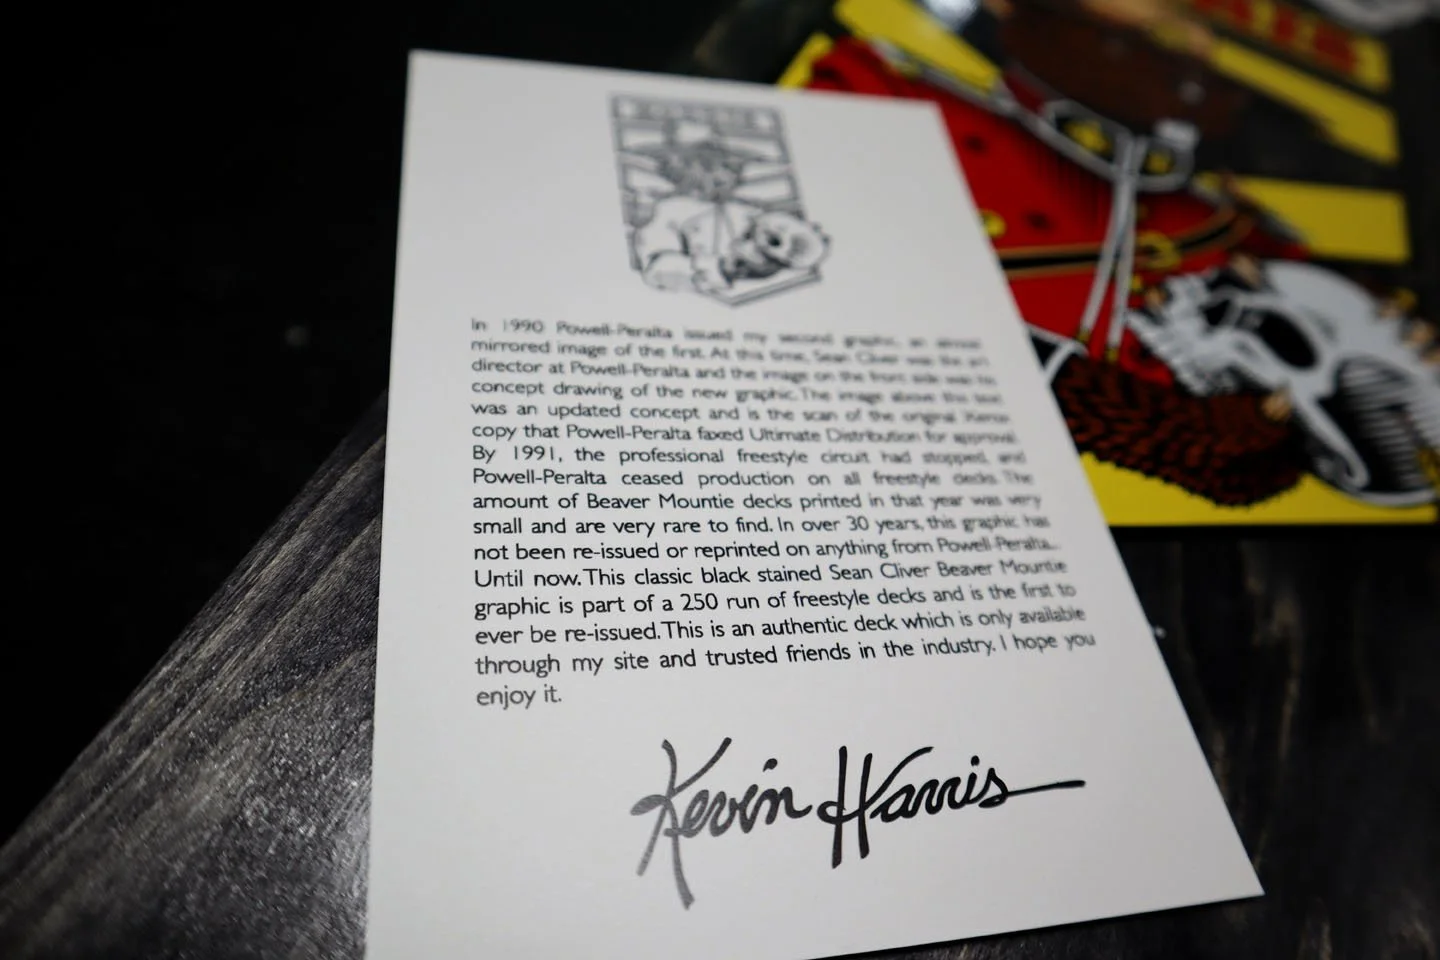 In 1990 Powell-Peralta issued my second graphic, an almost
mirrored image of the first. At this time, Sean Cliver was the art
director at Powell-Peralta and the image on the front side was his
concept drawing of the new graphic. The image above this text
was an updated concept and is the scan of the original Xerox
copy that Powell-Peralta faxed Ultimate Distribution for approval.
By 1991, the professional freestyle circuit had stopped, and
Powell-Peralta ceased production on all freestyle decks. The
amount of Beaver Mountie decks printed in that year was very
small and are very rare to find. In over 30 years, this graphic has
not been re-issued or reprinted on anything from Powell-Peralta...
Until now. This classic black stained Sean Cliver Beaver Mountie
graphic is part of a 250 run of freestyle decks and is the first to
ever be re-issued. This is an authentic deck which is only available
through my site and trusted friends in the industry. I hope you
enjoy it.
Kevin Harris